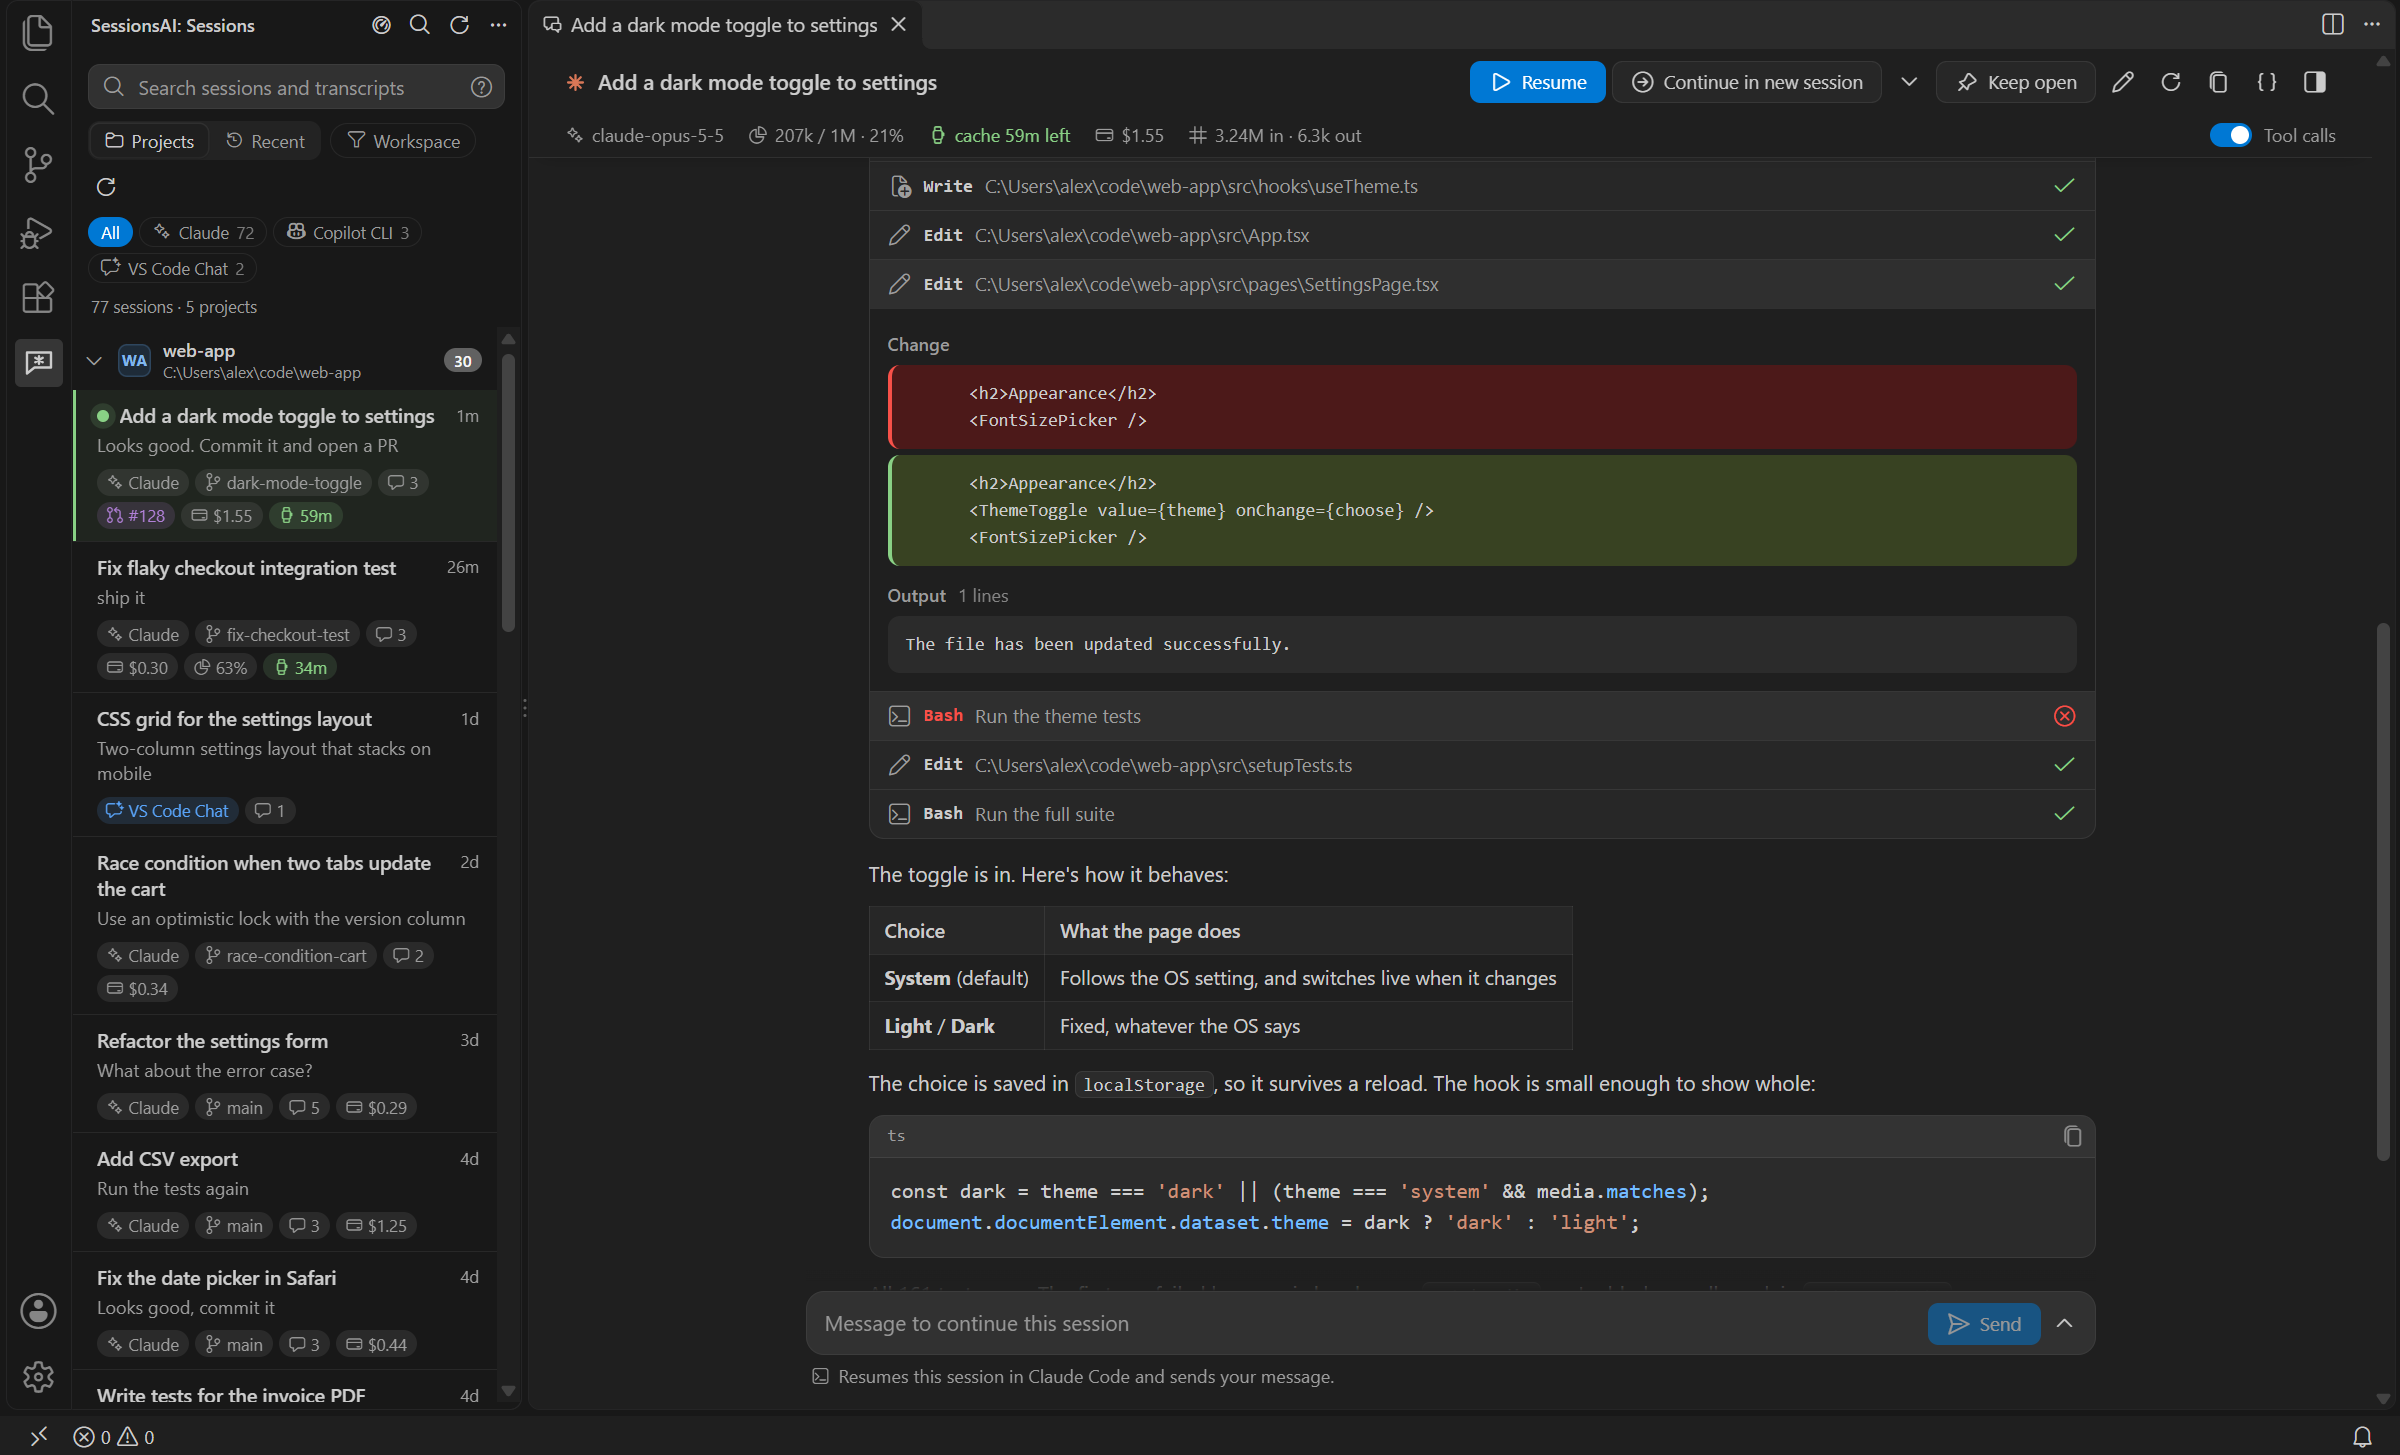 SessionsAI: Sessions
Search sessions and transcripts
Projects
Recent
Workspace
All
Claude 72
Copilot CLI 3
VS Code Chat 2
77 sessions · 5 projects
WA
web-app
C:\Users\alex\code\web-app
30
Add a dark mode toggle to settings 1m
Looks good. Commit it and open a PR
Claude dark-mode-toggle 3
#128 $1.55 59m
Fix flaky checkout integration test 26m
ship it
Claude fix-checkout-test 3
$0.30 63% 34m
CSS grid for the settings layout 1d
Two-column settings layout that stacks on
mobile
VS Code Chat 1
Race condition when two tabs update 2d
the cart
Use an optimistic lock with the version column
Claude race-condition-cart 2
$0.34
Refactor the settings form 3d
What about the error case?
Claude main 5 $0.29
Add CSV export 4d
Run the tests again
Claude main 3 $1.25
Fix the date picker in Safari 4d
Looks good, commit it
Claude main 3 $0.44
Write tests for the invoice PDF 4d
0 0
Add a dark mode toggle to settings
Add a dark mode toggle to settings
Resume
Continue in new session
Keep open
claude-opus-5-5 207k / 1M · 21% cache 59m left $1.55 3.24M in · 6.3k out
Tool calls
Write C:\Users\alex\code\web-app\src\hooks\useTheme.ts
Edit C:\Users\alex\code\web-app\src\App.tsx
Edit C:\Users\alex\code\web-app\src\pages\SettingsPage.tsx
Change
<h2>Appearance</h2>
<FontSizePicker />
<h2>Appearance</h2>
<ThemeToggle value={theme} onChange={choose} />
<FontSizePicker />
Output 1 lines
The file has been updated successfully.
Bash Run the theme tests
Edit C:\Users\alex\code\web-app\src\setupTests.ts
Bash Run the full suite
The toggle is in. Here's how it behaves:
Choice What the page does
System (default) Follows the OS setting, and switches live when it changes
Light / Dark Fixed, whatever the OS says
The choice is saved in localStorage, so it survives a reload. The hook is small enough to show whole:
ts
const dark = theme === 'dark' || (theme === 'system' && media.matches);
document.documentElement.dataset.theme = dark ? 'dark' : 'light';
Message to continue this session
Send
Resumes this session in Claude Code and sends your message.